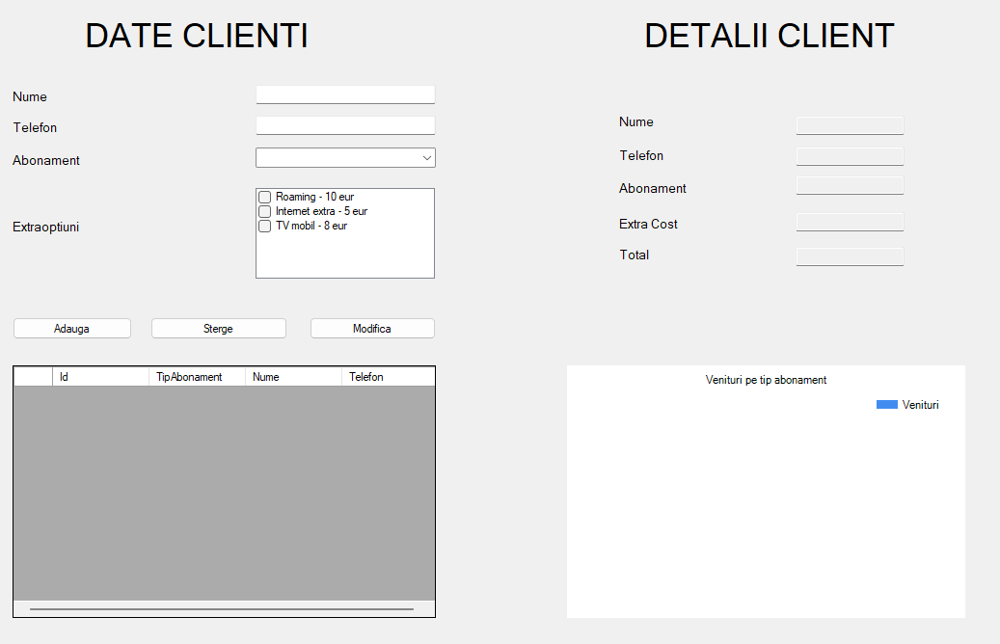 DATE CLIENTI
Nume
Telefon
Abonament
Extraoptiuni
Roaming - 10 eur
Internet extra - 5 eur
TV mobil - 8 eur
Adauga Sterge Modifica
Id TipAbonament Nume Telefon
DETALII CLIENT
Nume
Telefon
Abonament
Extra Cost
Total
Venituri pe tip abonament
Venituri